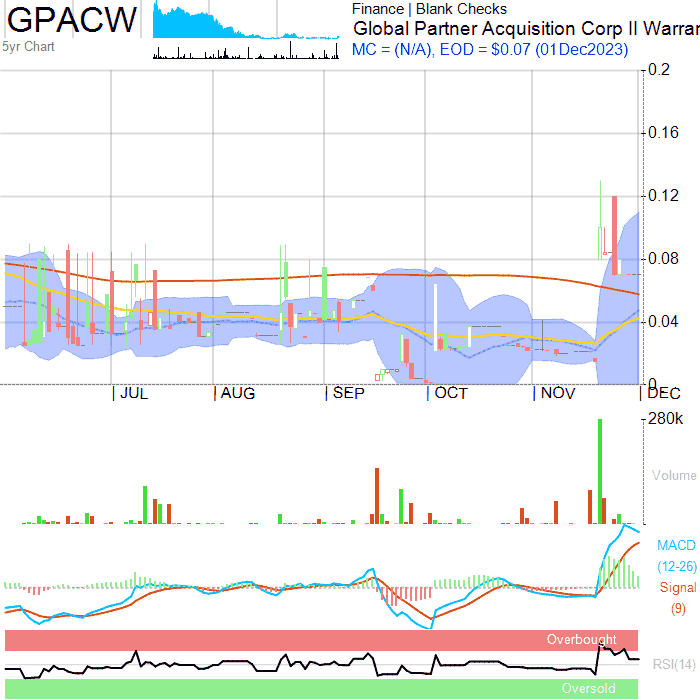 GPACW
5yr Chart
Finance | Blank Checks
Global Partner Acquisition Corp II Warran
MC = (N/A), EOD = $0.07 (01Dec2023)
0.2
0.16
0.12
0.08
0.04
0
JUL AUG SEP OCT NOV DEC
280k
Volume
MACD
(12-26)
Signal
(9)
Overbought
RSI(14)
Oversold